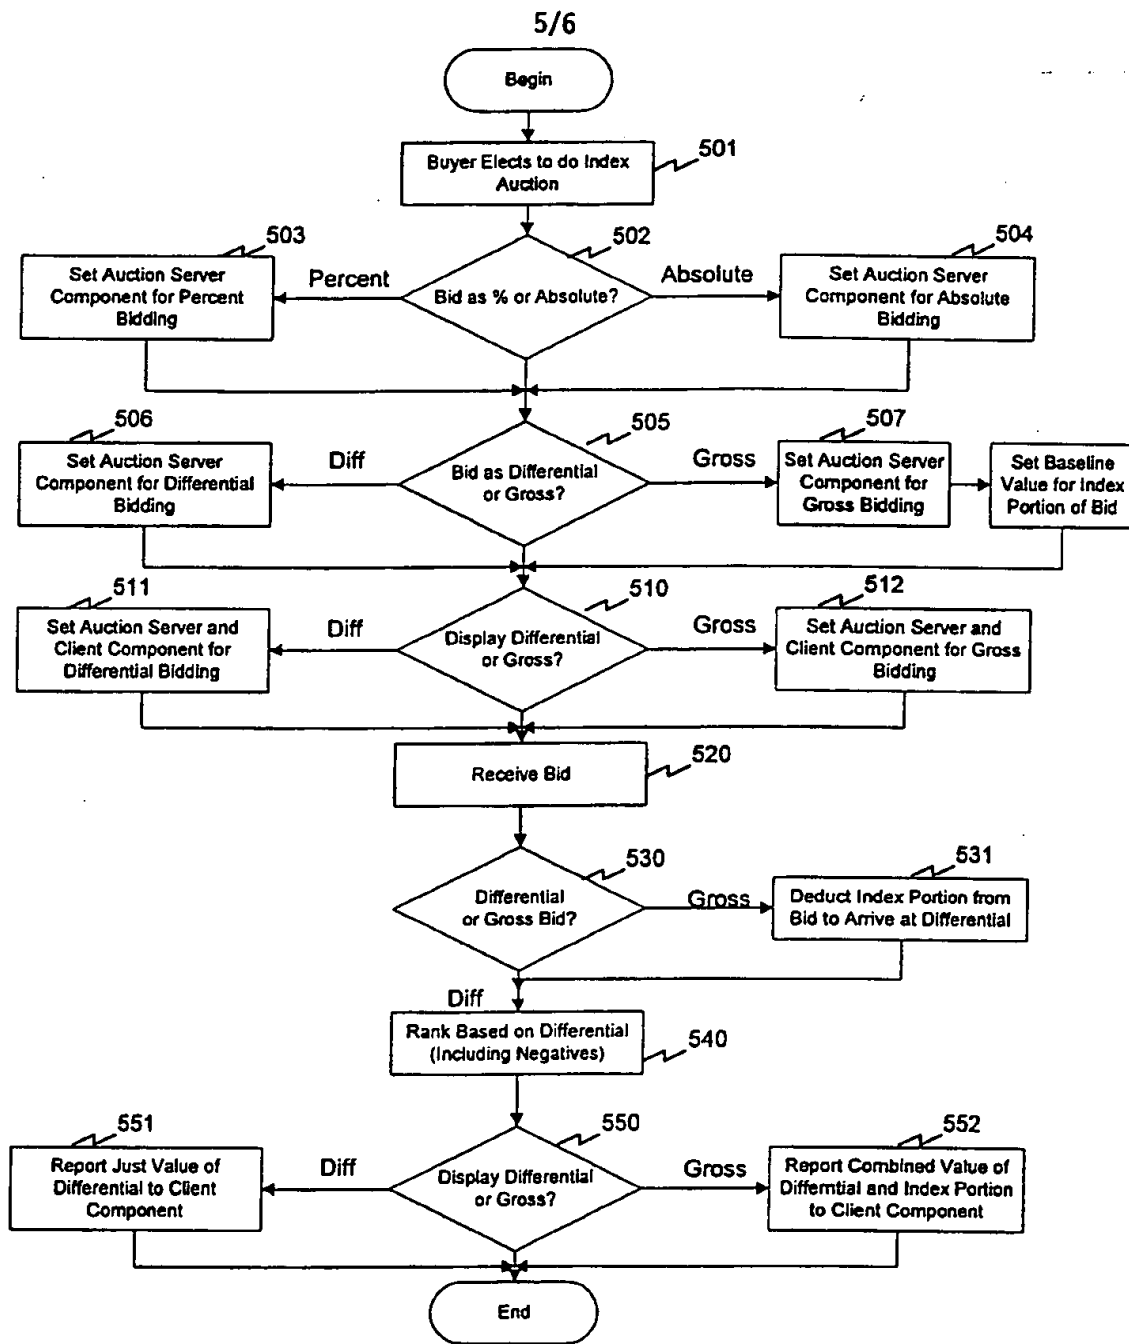 5/6
Begin
Buyer Elects to do Index
Auction
501
502
503
504
Set Auction Server
Component for Percent
Bidding
Percent
Bid as % or Absolute?
Absolute
Set Auction Server
Component for Absolute
Bidding
506
505
507
Set Auction Server
Component for Differential
Bidding
Diff
Bid as Differential
or Gross?
Gross
Set Auction Server
Component for
Gross Bidding
Set Baseline
Value for Index
Portion of Bid
511
510
512
Set Auction Server and
Client Component for
Differential Bidding
Diff
Display Differential
or Gross?
Gross
Set Auction Server and
Client Component for Gross
Bidding
Receive Bid
520
530
531
Differential
or Gross Bid?
Gross
Deduct Index Portion from
Bid to Arrive at Differential
Diff
Rank Based on Differential
(Including Negatives)
540
551
550
552
Report Just Value of
Differential to Client
Component
Diff
Display Differential
or Gross?
Gross
Report Combined Value of
Differntial and Index Portion
to Client Component
End